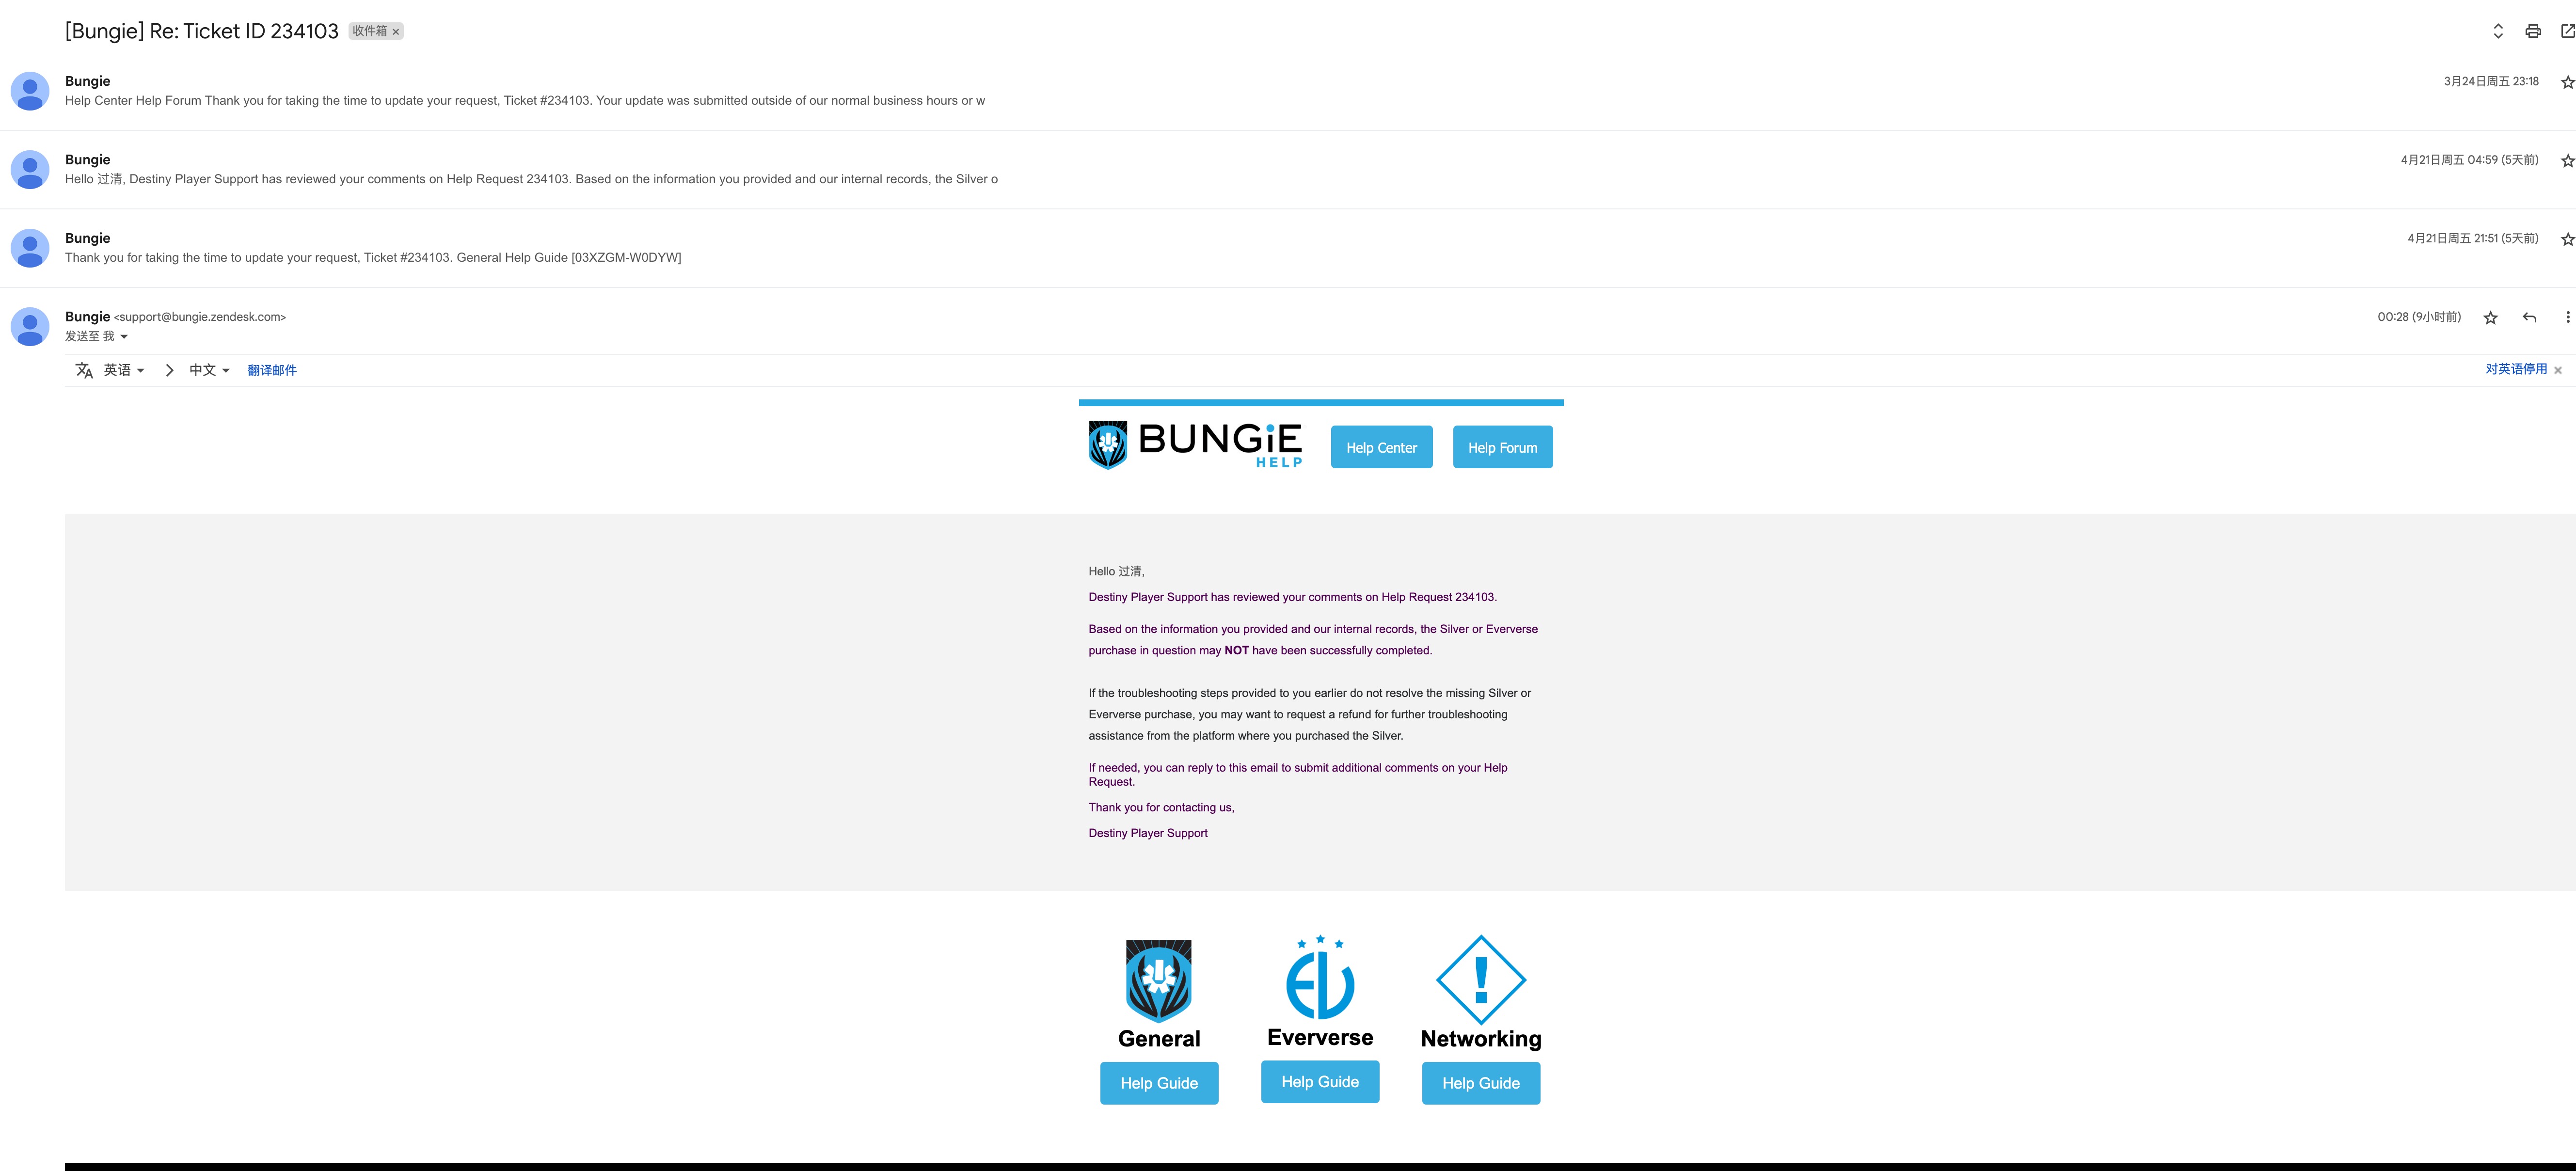 [Bungie] Re: Ticket ID 234103 收件箱 ×
Bungie 3月24日周五 23:18
Help Center Help Forum Thank you for taking the time to update your request, Ticket #234103. Your update was submitted outside of our normal business hours or w
Bungie 4月21日周五 04:59 (5天前)
Hello 过清, Destiny Player Support has reviewed your comments on Help Request 234103. Based on the information you provided and our internal records, the Silver o
Bungie 4月21日周五 21:51 (5天前)
Thank you for taking the time to update your request, Ticket #234103. General Help Guide [03XZGM-W0DYW]
Bungie <support@bungie.zendesk.com> 00:28 (9小时前)
发送至 我
英语 > 中文 翻译邮件 对英语停用 ×
BUNGiE Help Center Help Forum
HELP
Hello 过清,
Destiny Player Support has reviewed your comments on Help Request 234103.
Based on the information you provided and our internal records, the Silver or Eververse
purchase in question may NOT have been successfully completed.
If the troubleshooting steps provided to you earlier do not resolve the missing Silver or
Eververse purchase, you may want to request a refund for further troubleshooting
assistance from the platform where you purchased the Silver.
If needed, you can reply to this email to submit additional comments on your Help
Request.
Thank you for contacting us,
Destiny Player Support
General Eververse Networking
Help Guide Help Guide Help Guide